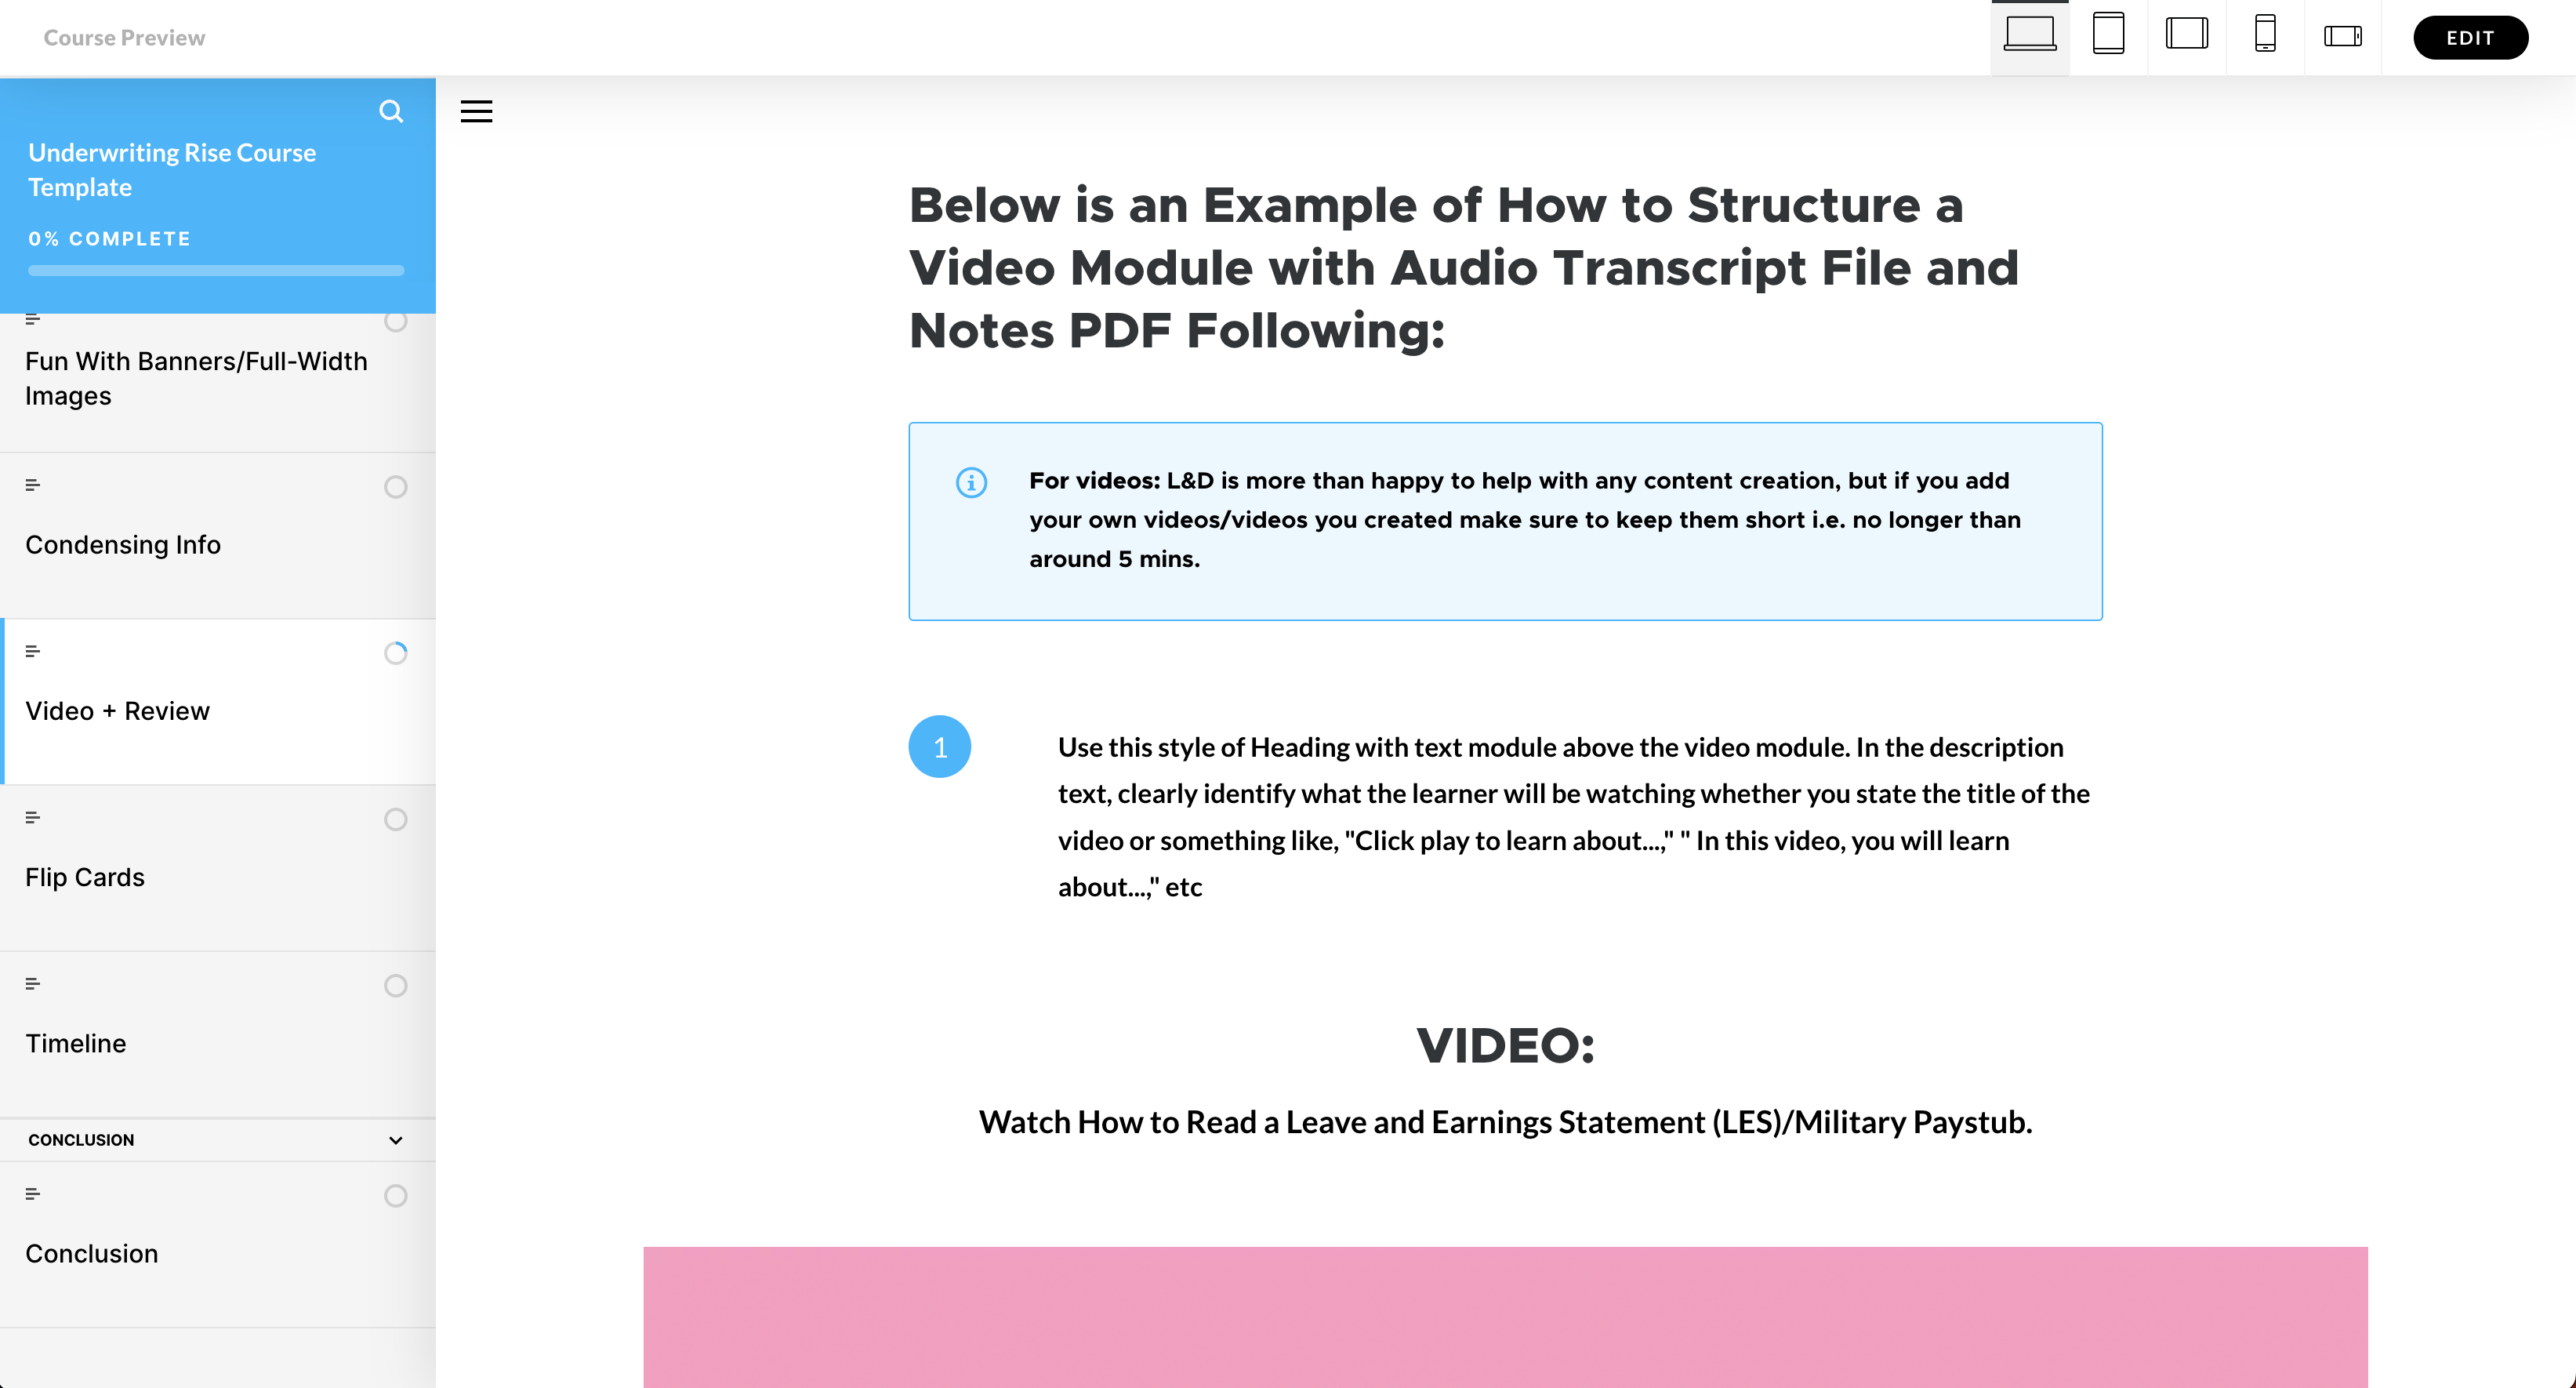 Course Preview
EDIT
Underwriting Rise Course
Template
0% COMPLETE
Fun With Banners/Full-Width
Images
Condensing Info
Video + Review
Flip Cards
Timeline
CONCLUSION
Conclusion
Below is an Example of How to Structure a
Video Module with Audio Transcript File and
Notes PDF Following:
For videos: L&D is more than happy to help with any content creation, but if you add
your own videos/videos you created make sure to keep them short i.e. no longer than
around 5 mins.
1
Use this style of Heading with text module above the video module. In the description
text, clearly identify what the learner will be watching whether you state the title of the
video or something like, "Click play to learn about...," " In this video, you will learn
about...," etc
VIDEO:
Watch How to Read a Leave and Earnings Statement (LES)/Military Paystub.